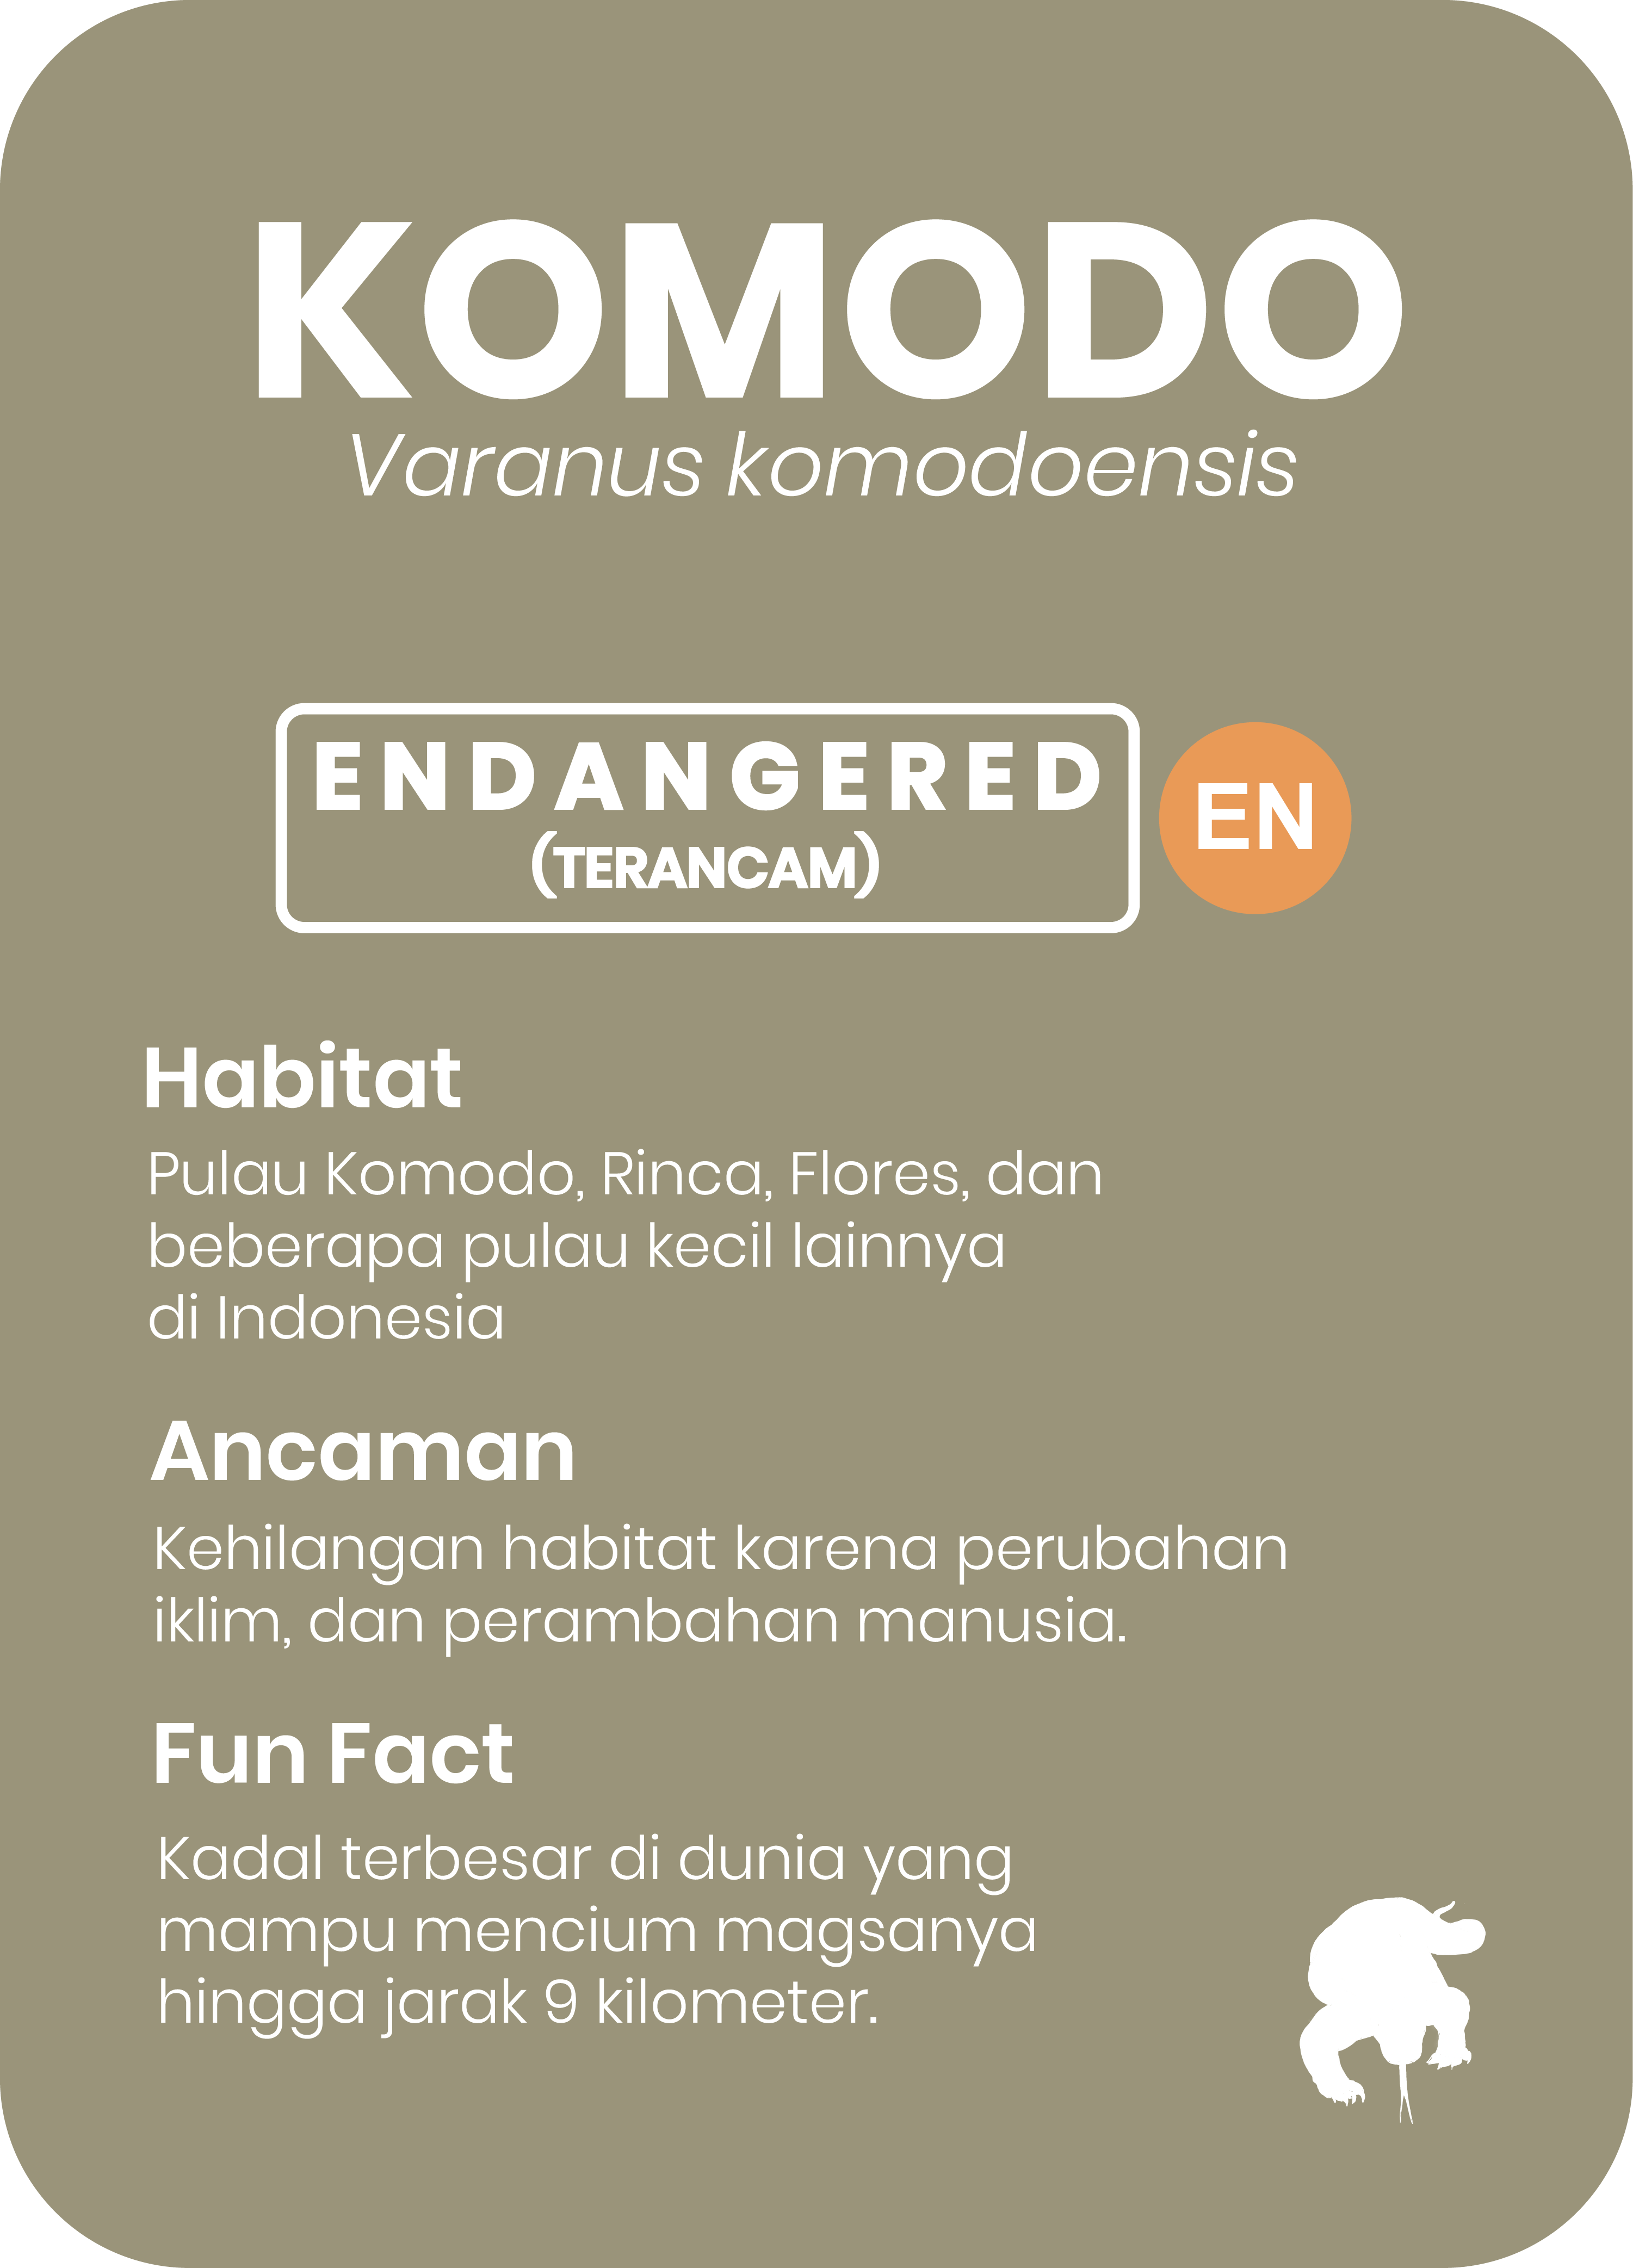 KOMODO
Varanus komodoensis
ENDANGERED
(TERANCAM)
EN
Habitat
Pulau Komodo, Rinca, Flores, dan
beberapa pulau kecil lainnya
di Indonesia
Ancaman
Kehilangan habitat karena perubahan
iklim, dan perambahan manusia.
Fun Fact
Kadal terbesar di dunia yang
mampu mencium magsanya
hingga jarak 9 kilometer.